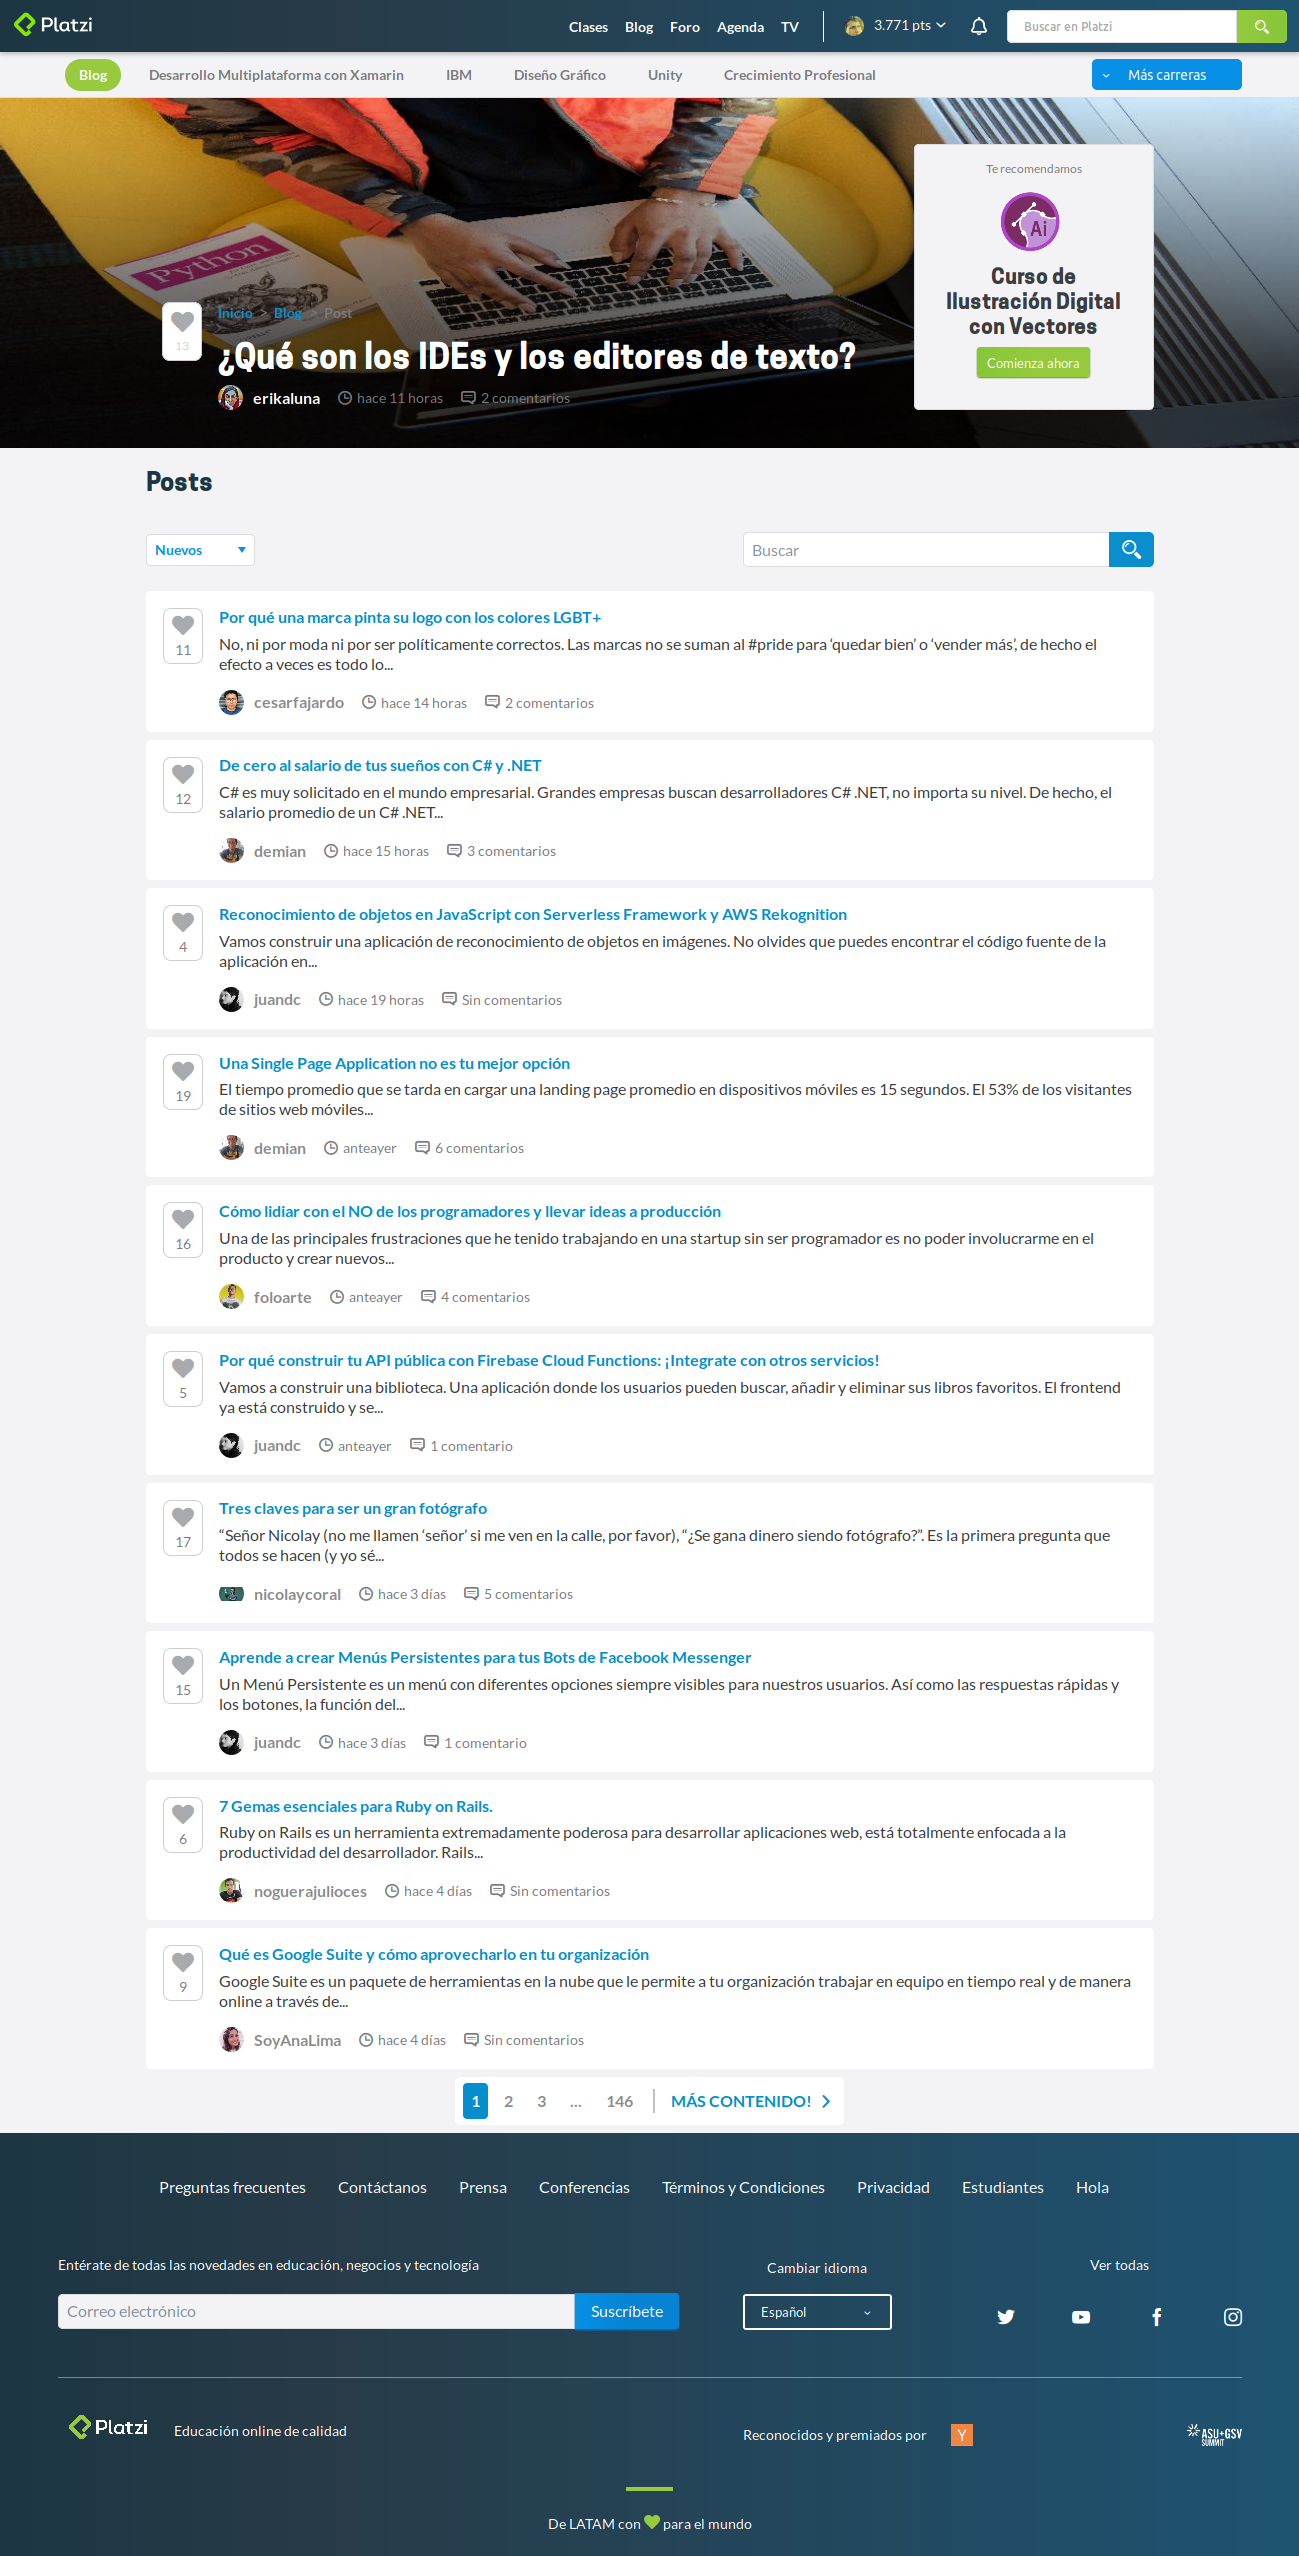 Platzi
Clases Blog Foro Agenda TV
3.771 pts
Buscar en Platzi
Blog Desarrollo Multiplataforma con Xamarin IBM Diseño Gráfico Unity Crecimiento Profesional Más carreras
Te recomendamos
Ai
Curso de
Ilustración Digital
con Vectores
Comienza ahora
Python
13
Inicio > Blog > Post
¿Qué son los IDEs y los editores de texto?
erikaluna hace 11 horas 2 comentarios
Posts
Nuevos
Buscar
11
Por qué una marca pinta su logo con los colores LGBT+
No, ni por moda ni por ser políticamente correctos. Las marcas no se suman al #pride para ‘quedar bien’ o ‘vender más’, de hecho el
efecto a veces es todo lo...
cesarfajardo hace 14 horas 2 comentarios
12
De cero al salario de tus sueños con C# y .NET
C# es muy solicitado en el mundo empresarial. Grandes empresas buscan desarrolladores C# .NET, no importa su nivel. De hecho, el
salario promedio de un C# .NET...
demian hace 15 horas 3 comentarios
4
Reconocimiento de objetos en JavaScript con Serverless Framework y AWS Rekognition
Vamos construir una aplicación de reconocimiento de objetos en imágenes. No olvides que puedes encontrar el código fuente de la
aplicación en...
juandc hace 19 horas Sin comentarios
19
Una Single Page Application no es tu mejor opción
El tiempo promedio que se tarda en cargar una landing page promedio en dispositivos móviles es 15 segundos. El 53% de los visitantes
de sitios web móviles...
demian anteayer 6 comentarios
16
Cómo lidiar con el NO de los programadores y llevar ideas a producción
Una de las principales frustraciones que he tenido trabajando en una startup sin ser programador es no poder involucrarme en el
producto y crear nuevos...
foloarte anteayer 4 comentarios
5
Por qué construir tu API pública con Firebase Cloud Functions: ¡Integrate con otros servicios!
Vamos a construir una biblioteca. Una aplicación donde los usuarios pueden buscar, añadir y eliminar sus libros favoritos. El frontend
ya está construido y se...
juandc anteayer 1 comentario
17
Tres claves para ser un gran fotógrafo
“Señor Nicolay (no me llamen ‘señor’ si me ven en la calle, por favor), “¿Se gana dinero siendo fotógrafo?”. Es la primera pregunta que
todos se hacen (y yo sé...
nicolaycoral hace 3 días 5 comentarios
15
Aprende a crear Menús Persistentes para tus Bots de Facebook Messenger
Un Menú Persistente es un menú con diferentes opciones siempre visibles para nuestros usuarios. Así como las respuestas rápidas y
los botones, la función del...
juandc hace 3 días 1 comentario
6
7 Gemas esenciales para Ruby on Rails.
Ruby on Rails es un herramienta extremadamente poderosa para desarrollar aplicaciones web, está totalmente enfocada a la
productividad del desarrollador. Rails...
noguerajulioces hace 4 días Sin comentarios
9
Qué es Google Suite y cómo aprovecharlo en tu organización
Google Suite es un paquete de herramientas en la nube que le permite a tu organización trabajar en equipo en tiempo real y de manera
online a través de...
SoyAnaLima hace 4 días Sin comentarios
1 2 3 ... 146 MÁS CONTENIDO!
Preguntas frecuentes Contáctanos Prensa Conferencias Términos y Condiciones Privacidad Estudiantes Hola
Entérate de todas las novedades en educación, negocios y tecnología
Cambiar idioma
Ver todas
Correo electrónico Suscríbete
Español
Platzi Educación online de calidad
Reconocidos y premiados por Y
ASU+GSV
SUMMIT
De LATAM con para el mundo